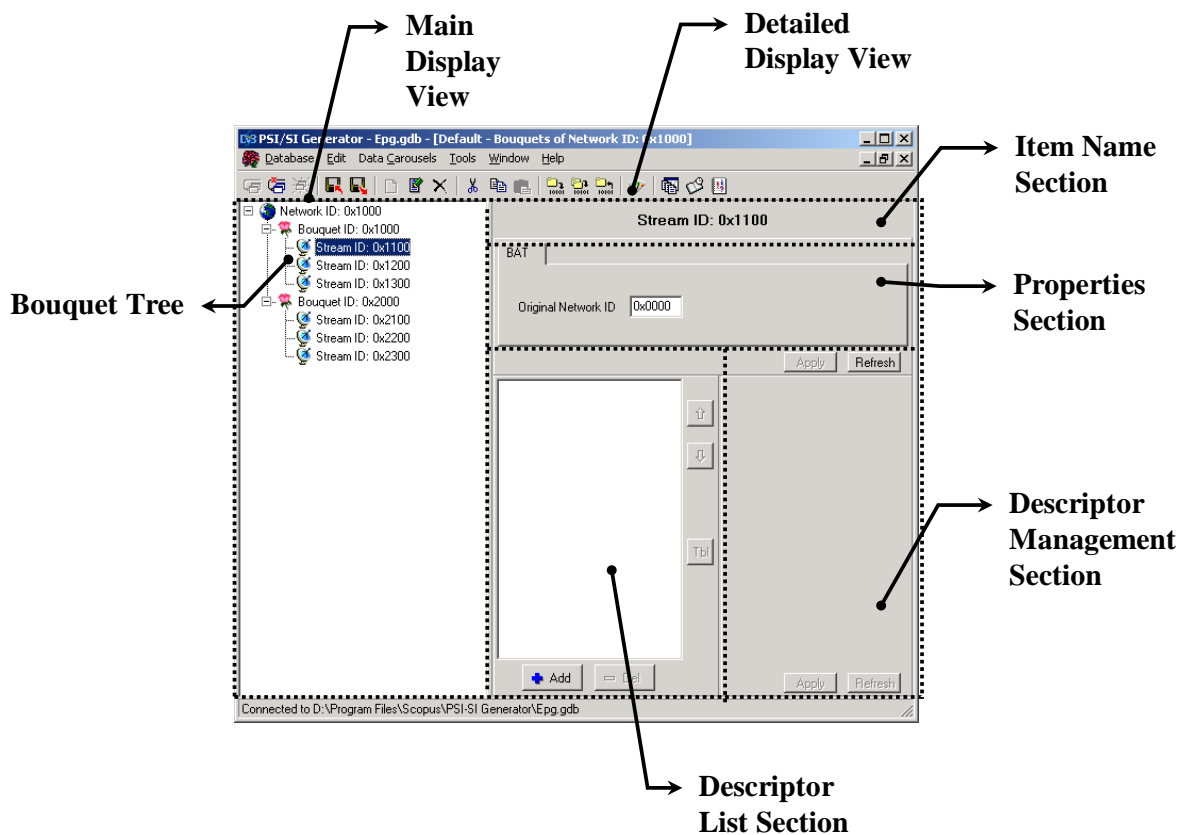 Main
Display
View
Detailed
Display View
PSI/SI Generator - Epg.gdb - [Default - Bouquets of Network ID: 0x1000]
Database Edit Data Carousels Tools Window Help
Item Name
Section
Network ID: 0x1000
Stream ID: 0x1100
Bouquet ID: 0x1000
Stream ID: 0x1100
BAT
Stream ID: 0x1200
Stream ID: 0x1300
Bouquet Tree
Bouquet ID: 0x2000
Original Network ID 0x0000
Properties
Section
Stream ID: 0x2100
Stream ID: 0x2200
Stream ID: 0x2300
Apply Refresh
Descriptor
Management
Section
Tbl
Add Del
Apply Refresh
Connected to D:\Program Files\Scopus\PSI-SI Generator\Epg.gdb
Descriptor
List Section